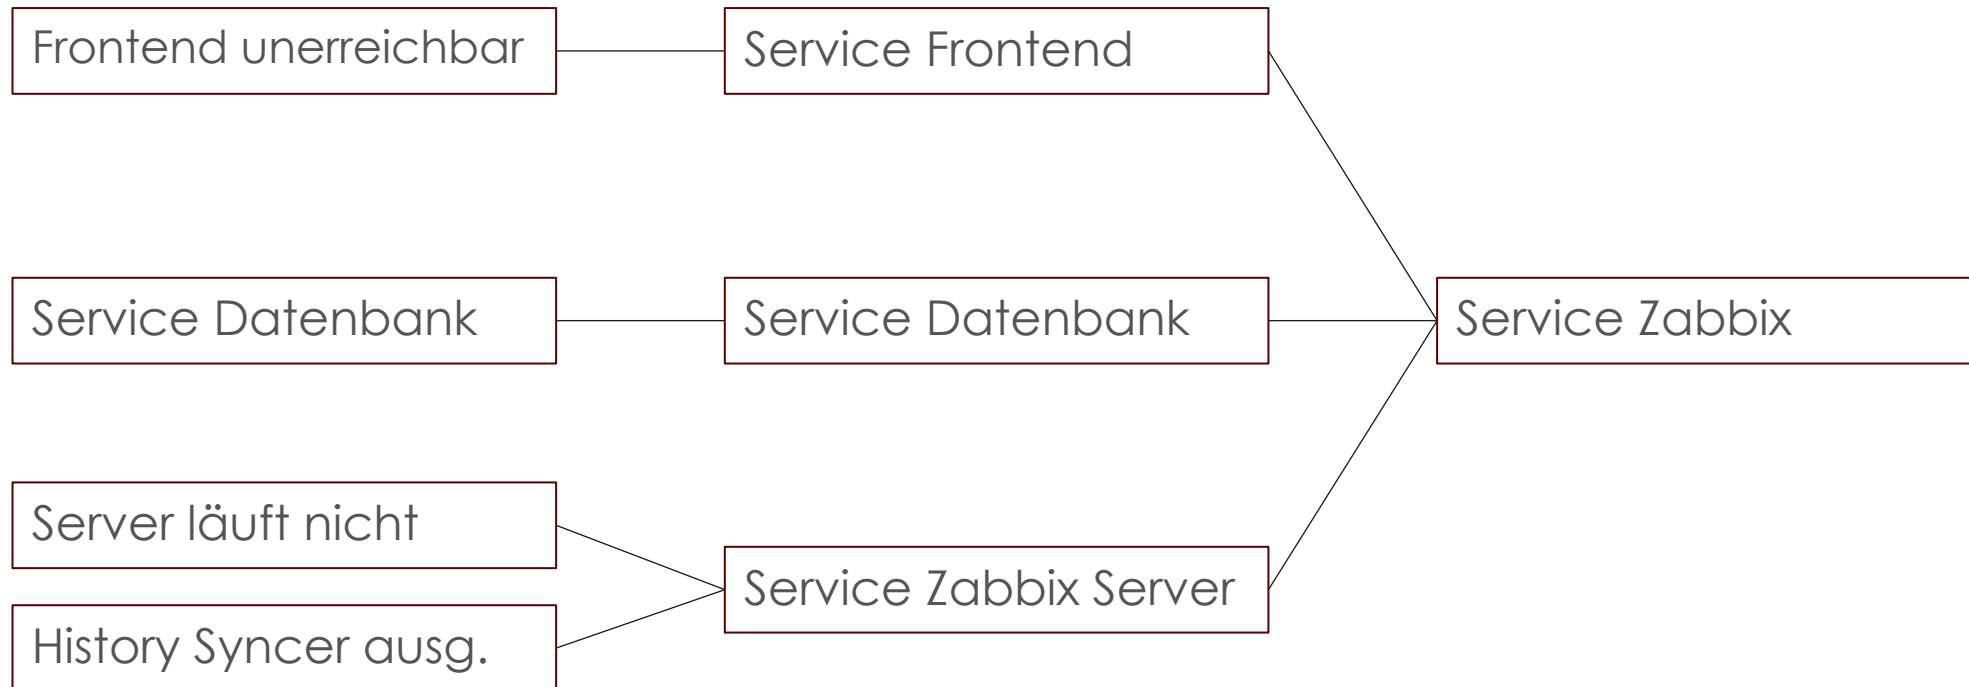 Frontend unerreichbar
Service Frontend
Service Datenbank
Service Datenbank
Service Zabbix
Server läuft nicht
Service Zabbix Server
History Syncer ausg.